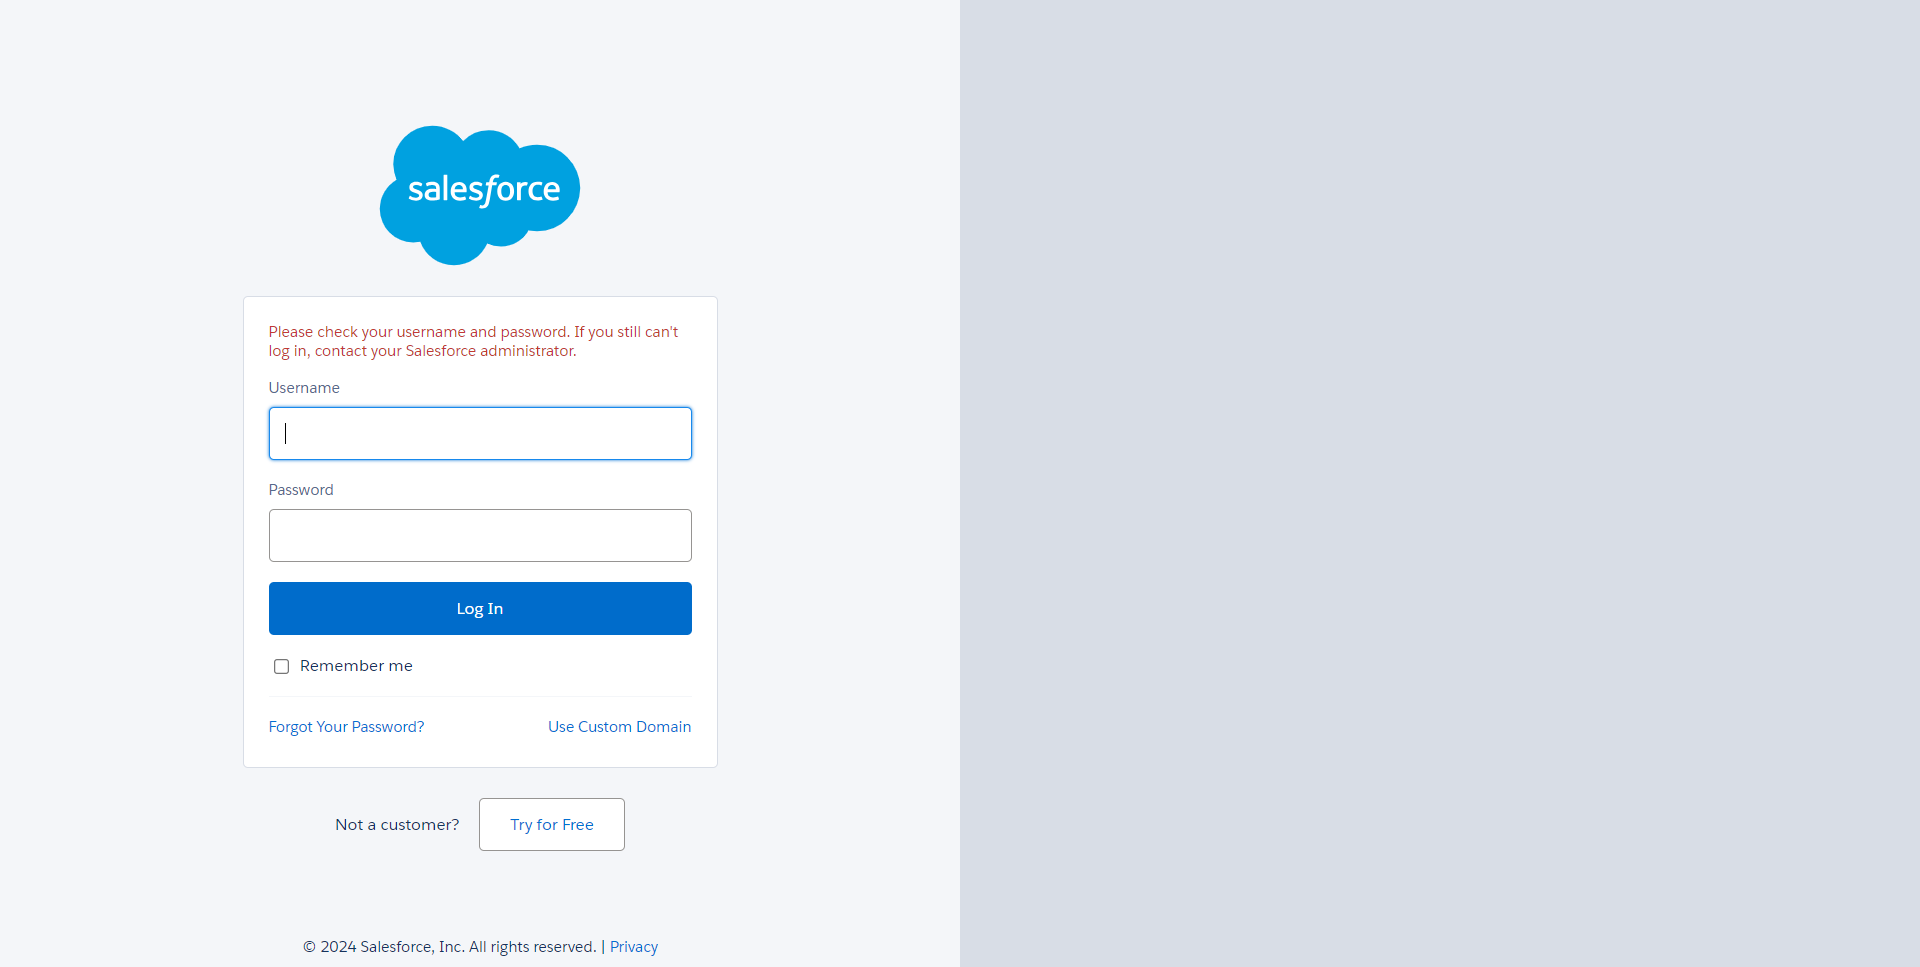 salesforce
Please check your username and password. If you still can't
log in, contact your Salesforce administrator.
Username
Password
Log In
Remember me
Forgot Your Password?
Use Custom Domain
Not a customer?
Try for Free
© 2024 Salesforce, Inc. All rights reserved. | Privacy